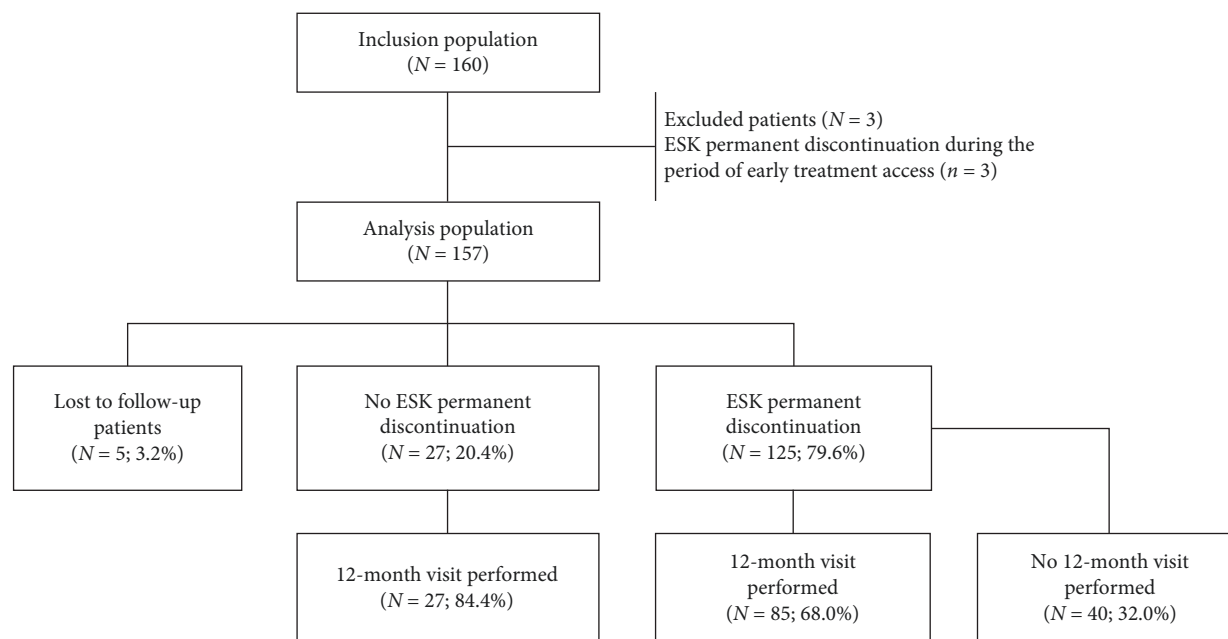 Inclusion population
(N = 160)
Excluded patients (N = 3)
ESK permanent discontinuation during the
period of early treatment access (n = 3)
Analysis population
(N = 157)
Lost to follow-up
patients
(N = 5; 3.2%)
No ESK permanent
discontinuation
(N = 27; 20.4%)
ESK permanent
discontinuation
(N = 125; 79.6%)
12-month visit performed
(N = 27; 84.4%)
12-month visit
performed
(N = 85; 68.0%)
No 12-month visit
performed
(N = 40; 32.0%)